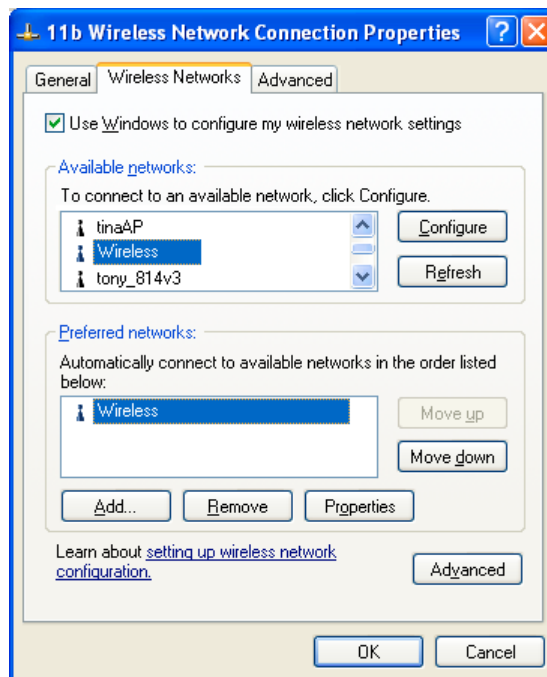 11b Wireless Network Connection Properties
General
Wireless Networks
Advanced
Use Windows to configure my wireless network settings
Available networks:
To connect to an available network, click Configure.
tinaAP
Wireless
tony_814v3
Configure
Refresh
Preferred networks:
Automatically connect to available networks in the order listed
below:
Wireless
Move up
Move down
Add...
Remove
Properties
Learn about setting up wireless network
configuration.
Advanced
OK
Cancel